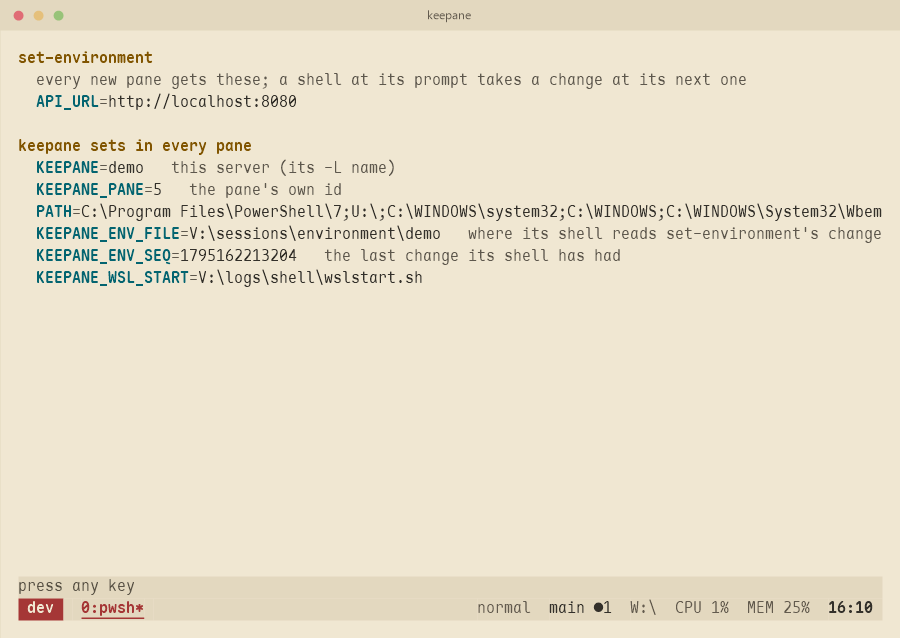 keepane
set-environment
every new pane gets these; a shell at its prompt takes a change at its next one
API_URL=http://localhost:8080
keepane sets in every pane
KEEPANE=demo   this server (its -L name)
KEEPANE_PANE=5   the pane's own id
PATH=C:\Program Files\PowerShell\7;U:\;C:\WINDOWS\system32;C:\WINDOWS;C:\WINDOWS\System32\Wbem
KEEPANE_ENV_FILE=V:\sessions\environment\demo   where its shell reads set-environment's change
KEEPANE_ENV_SEQ=1795162213204   the last change its shell has had
KEEPANE_WSL_START=V:\logs\shell\wslstart.sh
press any key
dev  0:pwsh*  normal  main ●1  W:\  CPU 1%  MEM 25%  16:10